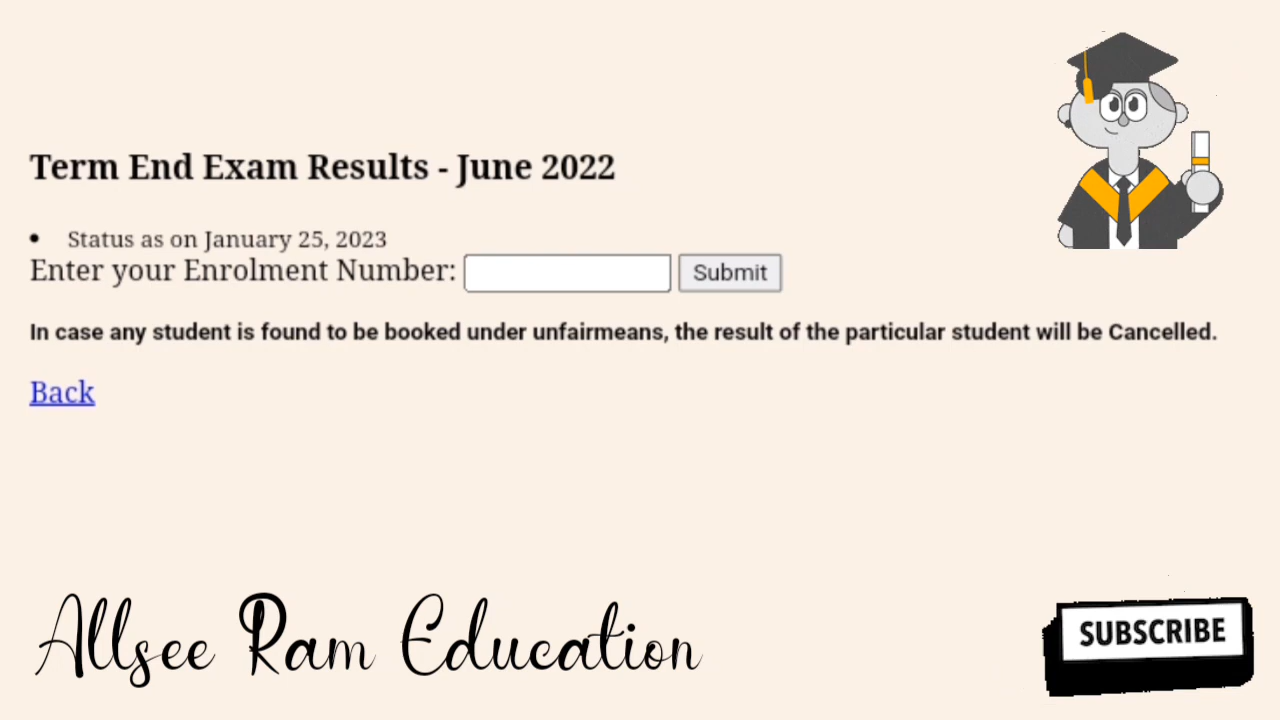 Term End Exam Results - June 2022
• Status as on January 25, 2023
Enter your Enrolment Number: Submit
In case any student is found to be booked under unfairmeans, the result of the particular student will be Cancelled.
Back
Allsee Ram Education
SUBSCRIBE